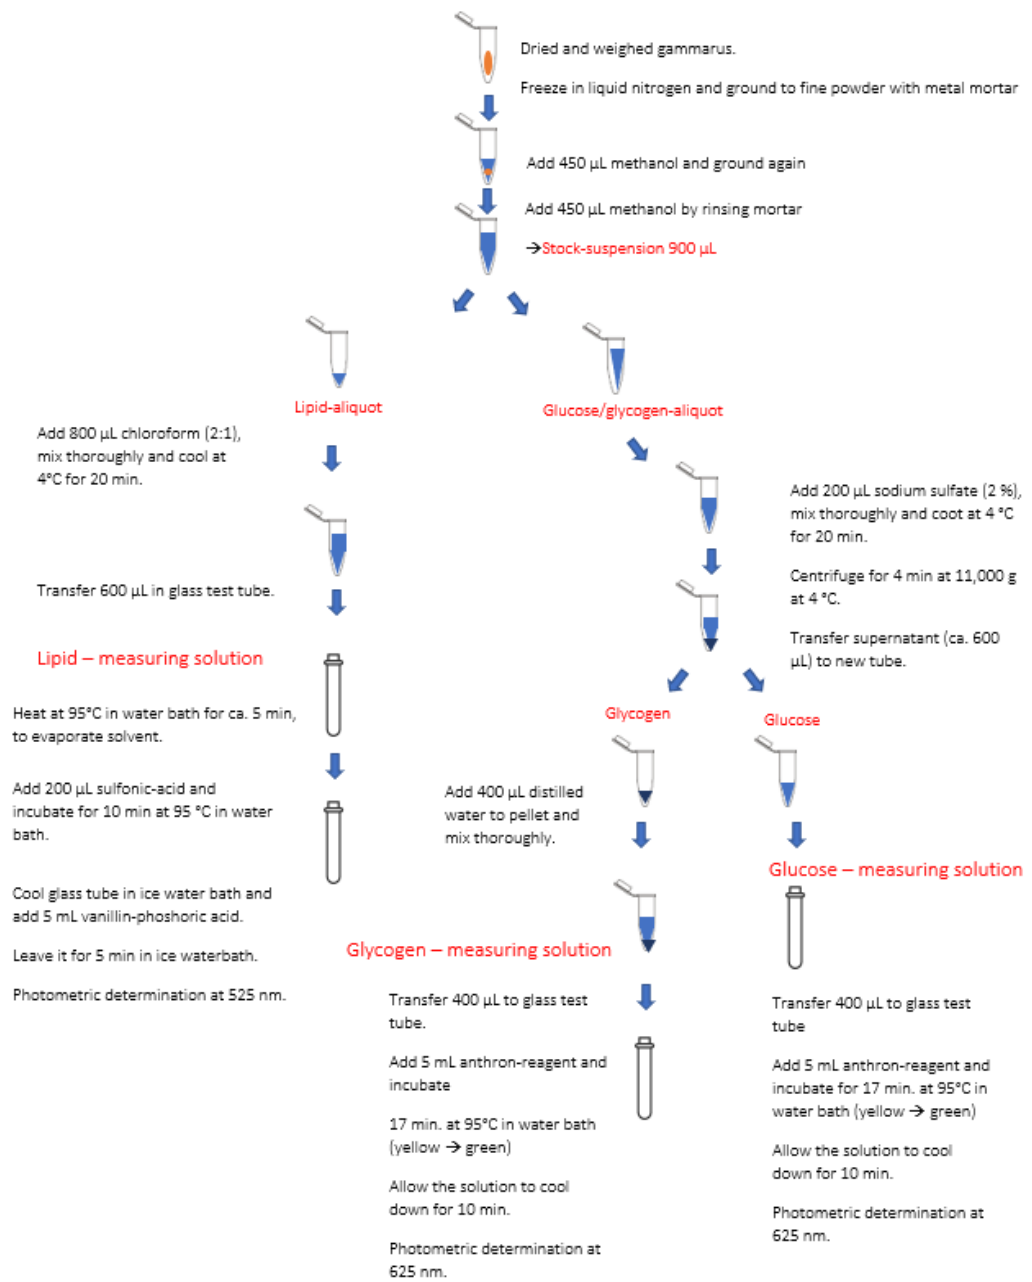 Dried and weighed gammarus.
Freeze in liquid nitrogen and ground to fine powder with metal mortar
Add 450 µL methanol and ground again
Add 450 µL methanol by rinsing mortar
→Stock-suspension 900 µL
Lipid-aliquot
Glucose/glycogen-aliquot
Add 800 µL chloroform (2:1),
mix thoroughly and cool at
4°C for 20 min.
Transfer 600 µL in glass test tube.
Lipid – measuring solution
Heat at 95°C in water bath for ca. 5 min,
to evaporate solvent.
Add 200 µL sulfonic-acid and
incubate for 10 min at 95 °C in water
bath.
Cool glass tube in ice water bath and
add 5 mL vanillin-phoshoric acid.
Leave it for 5 min in ice waterbath.
Photometric determination at 525 nm.
Add 200 µL sodium sulfate (2 %),
mix thoroughly and coot at 4 °C
for 20 min.
Centrifuge for 4 min at 11,000 g
at 4 °C.
Transfer supernatant (ca. 600
µL) to new tube.
Glycogen
Add 400 µL distilled
water to pellet and
mix thoroughly.
Glycogen – measuring solution
Transfer 400 µL to glass test
tube.
Add 5 mL anthron-reagent and
incubate
17 min. at 95°C in water bath
(yellow → green)
Allow the solution to cool
down for 10 min.
Photometric determination at
625 nm.
Glucose
Glucose – measuring solution
Transfer 400 µL to glass test
tube
Add 5 mL anthron-reagent and
incubate for 17 min. at 95°C in
water bath (yellow → green)
Allow the solution to cool
down for 10 min.
Photometric determination at
625 nm.